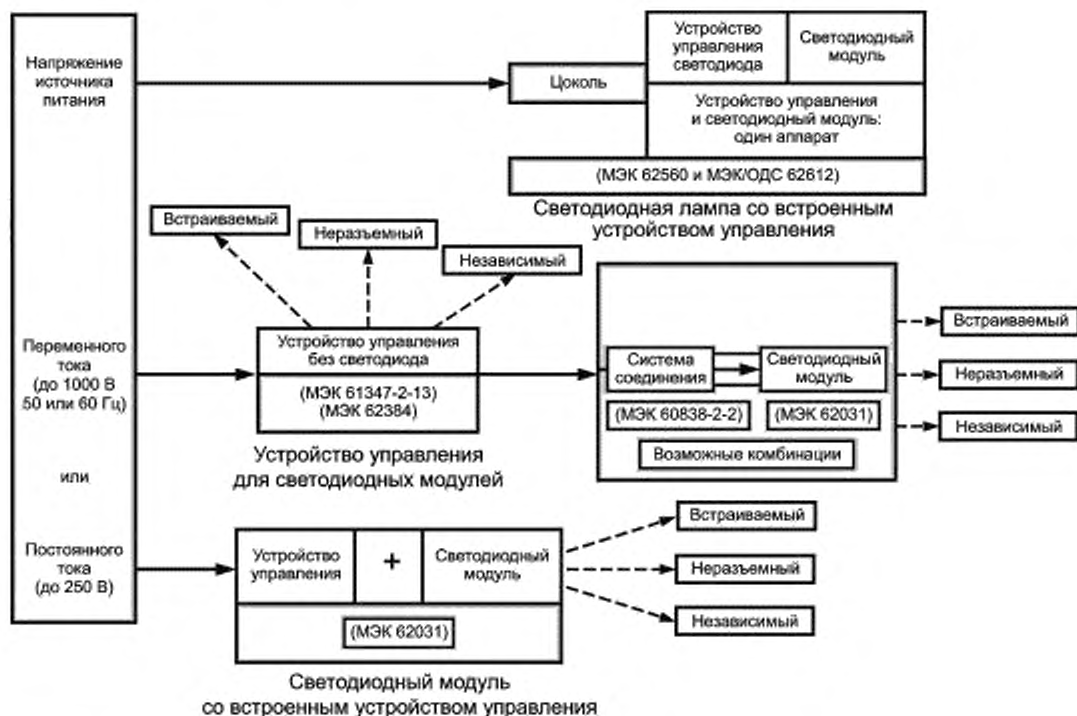 Напряжение
источника
питания
Цоколь
Устройство
управления
светодиода
Светодиодный
модуль
Устройство управления
и светодиодный модуль:
один аппарат
(МЭК 62560 и МЭК/ОДС 62612)
Светодиодная лампа со встроенным
устройством управления
Встраиваемый
Неразъемный
Независимый
Переменного
тока
(до 1000 В
50 или 60 Гц)
Устройство управления
без светодиода
(МЭК 61347-2-13)
(МЭК 62384)
Устройство управления
для светодиодных модулей
Система
соединения
Светодиодный
модуль
(МЭК 60838-2-2)
(МЭК 62031)
Возможные комбинации
Встраиваемый
Неразъемный
Независимый
или
Постоянного
тока
(до 250 В)
Устройство
управления
+
Светодиодный
модуль
(МЭК 62031)
Светодиодный модуль
со встроенным устройством управления
Встраиваемый
Неразъемный
Независимый